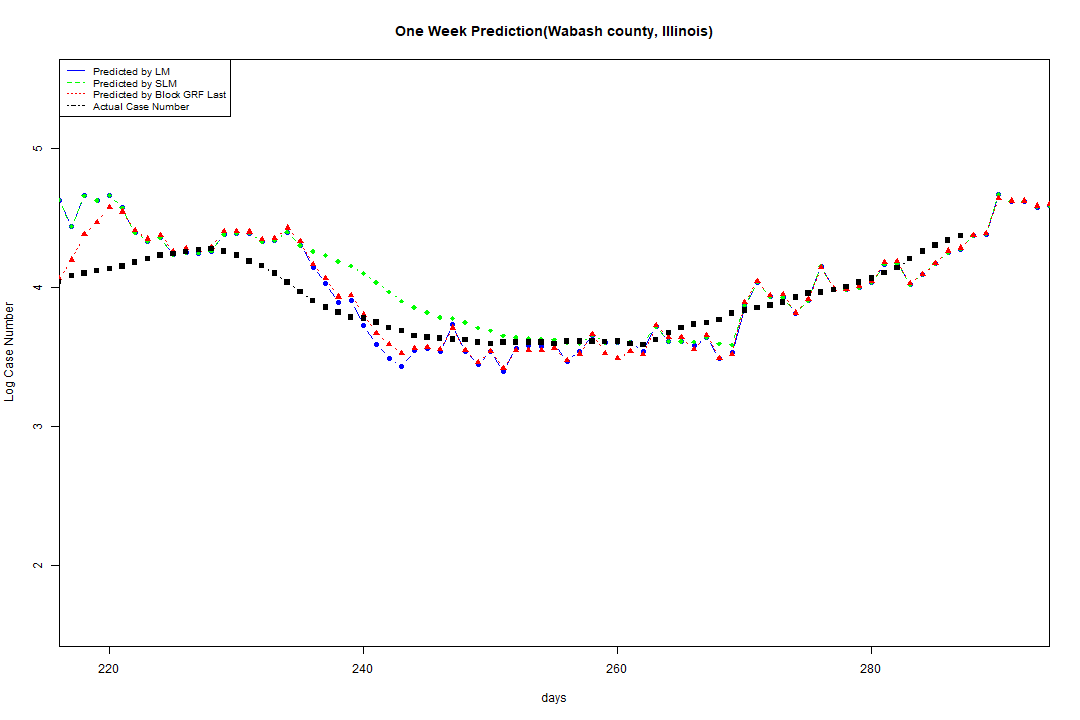 One Week Prediction(Wabash county, Illinois)
Predicted by LM
Predicted by SLM
Predicted by Block GRF Last
Actual Case Number
5
4
3
2
Log Case Number
220 240 260 280
days